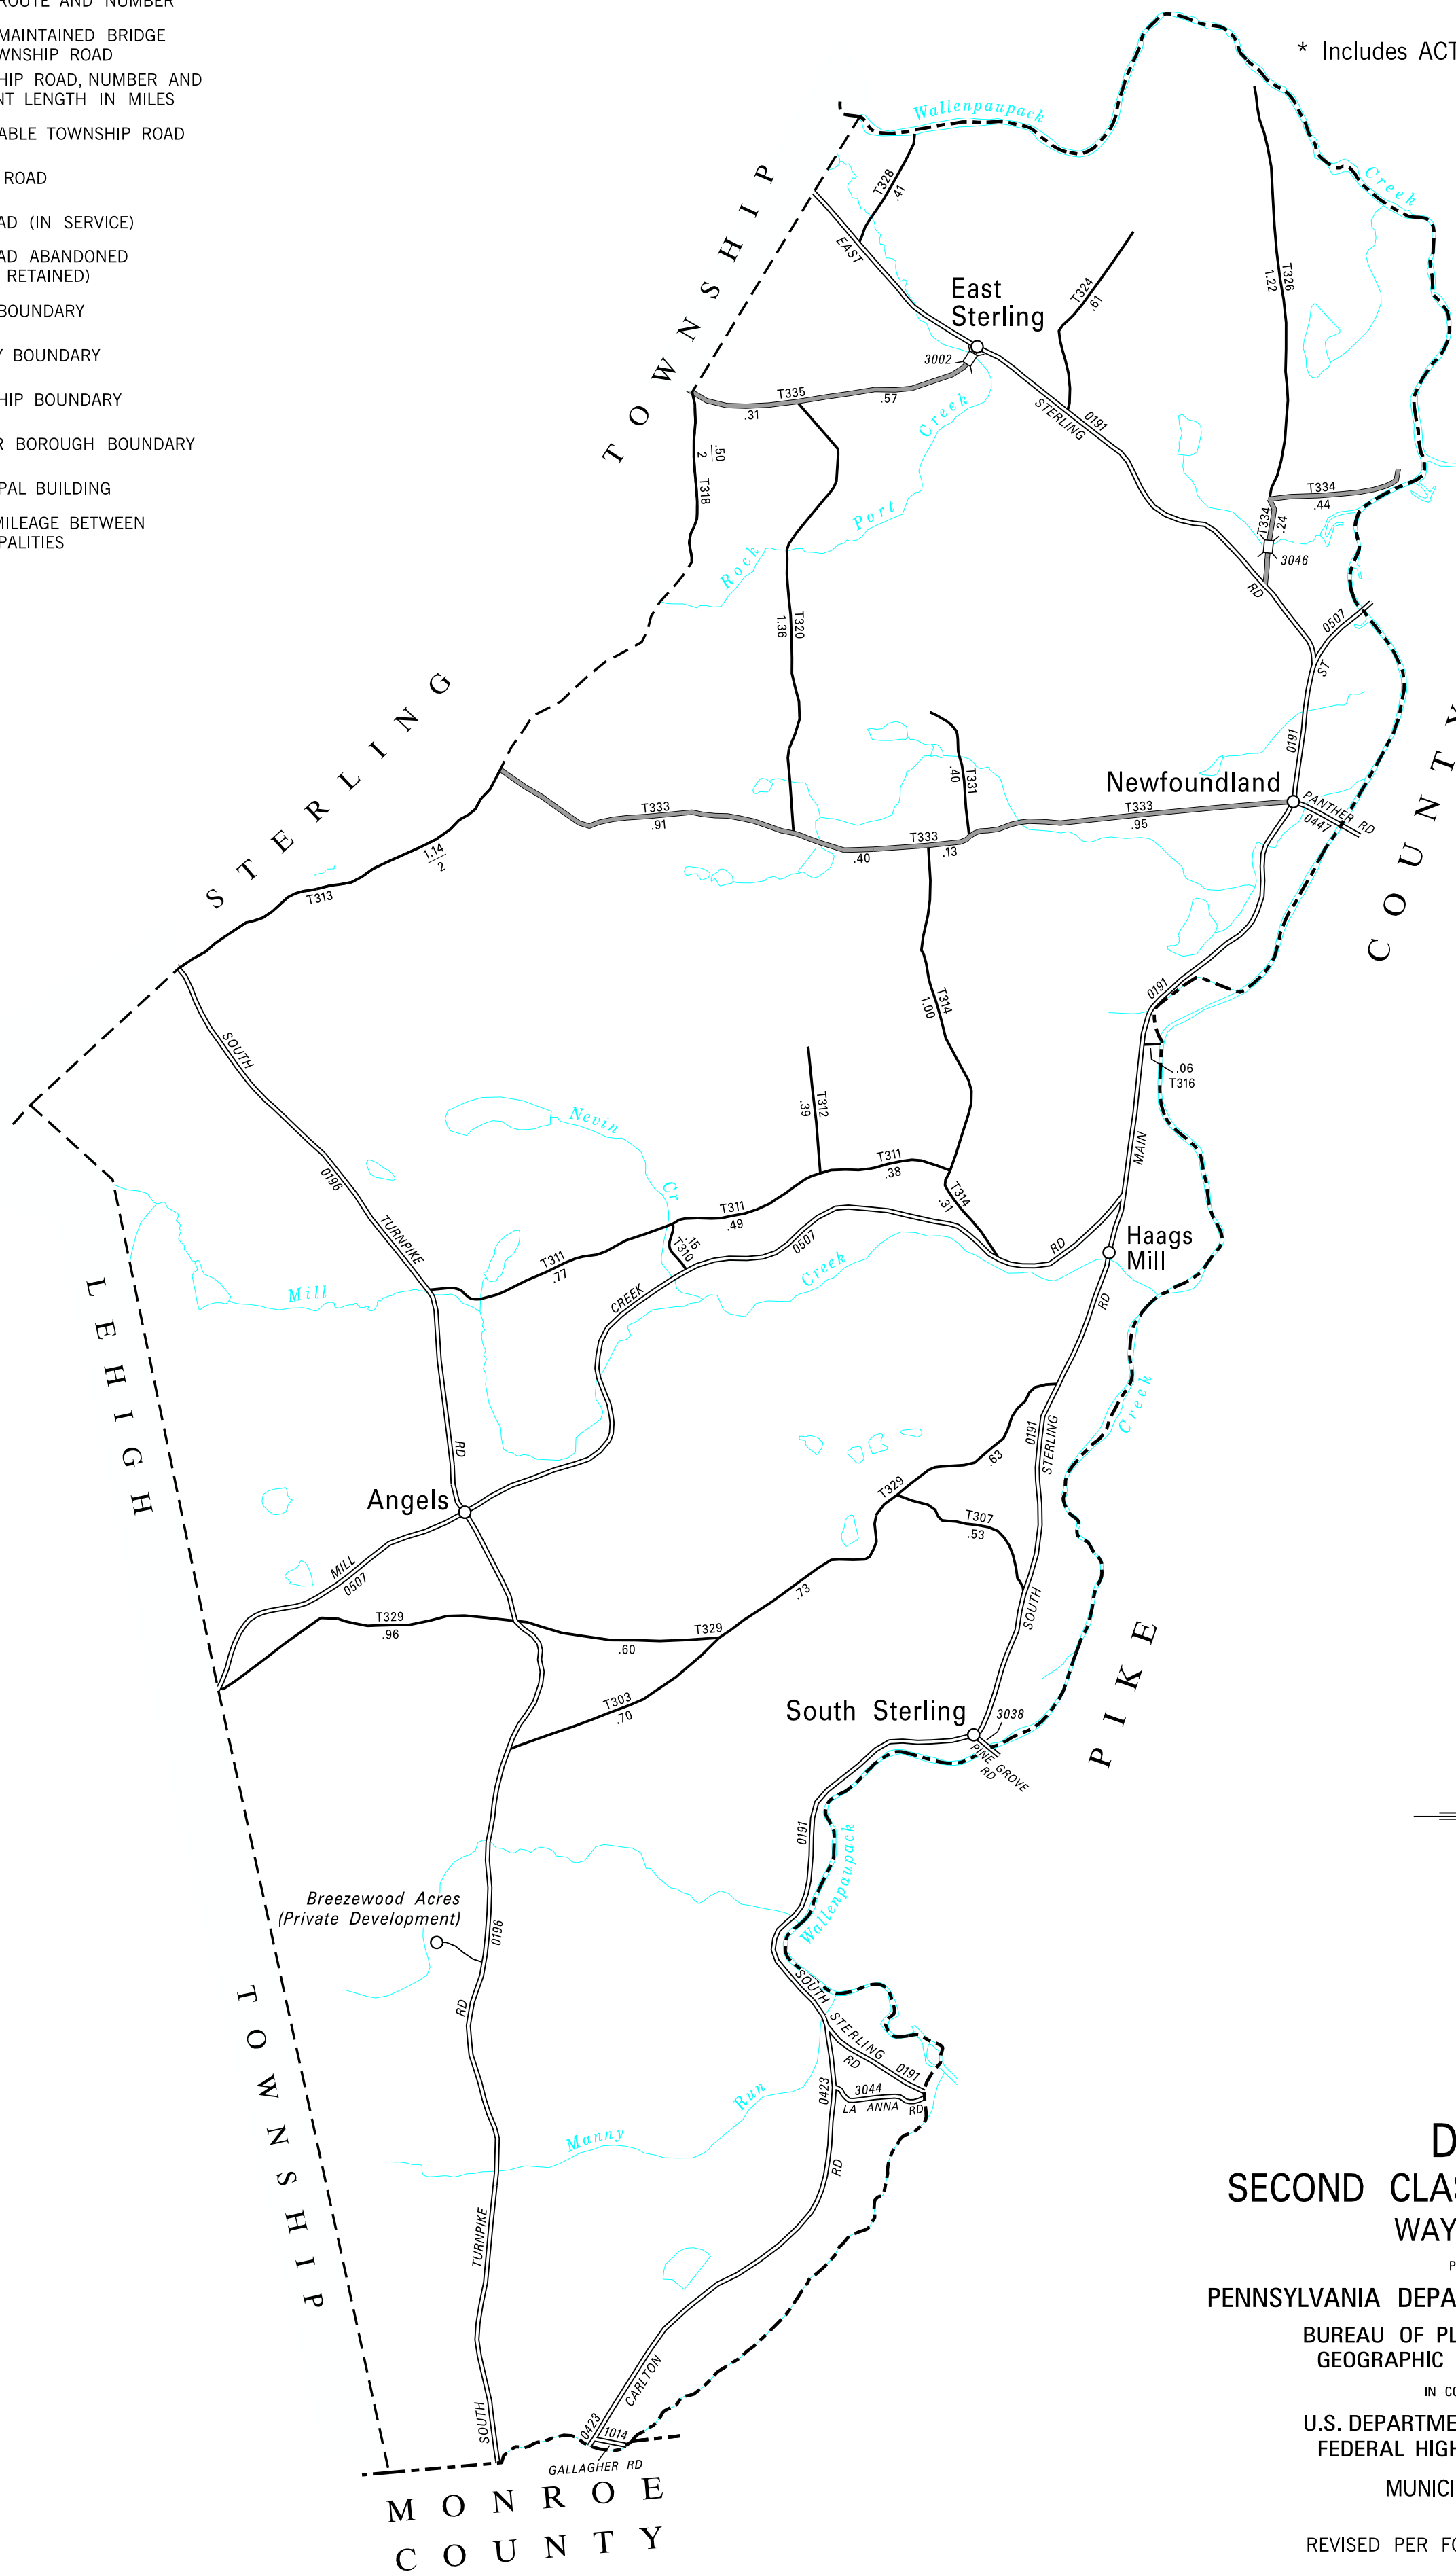 ROUTE AND NUMBER
MAINTAINED BRIDGE
WNSHIP ROAD
HIP ROAD, NUMBER AND
NT LENGTH IN MILES
ABLE TOWNSHIP ROAD
ROAD
AD (IN SERVICE)
AD ABANDONED
RETAINED)
BOUNDARY
Y BOUNDARY
HIP BOUNDARY
R BOROUGH BOUNDARY
PAL BUILDING
MILEAGE BETWEEN
PALITIES
* Includes ACT
Wallenpaupack
Creek
TOWNSHIP
T328
.41
EAST
East
Sterling
T324
.61
T326
1.22
3002
T335
.31
.57
Creek
STERLING
0191
.50
2
T318
Port
Rock
T334
.44
T334
.24
3046
RD
0507
ST
T320
1.36
STERLING
0191
COUNTY
T331
.40
Newfoundland
PANTHER RD
0447
T333
.91
T333
.95
T333
.40
.13
1.14
2
T313
T314
1.00
0191
.06
T316
SOUTH
0196
TURNPIKE
Nevin
Cr
T312
.39
MAIN
T311
.38
T311
.49
T314
.31
.15
T310
T311
.77
0507
RD
Haags
Mill
Creek
CREEK
Mill
RD
LEHIGH
RD
Creek
0191
STERLING
.63
T329
T307
.53
Angels
MILL
0507
T329
.96
.73
T329
.60
SOUTH
T303
.70
PIKE
South Sterling
3038
PINE GROVE
RD
0191
Wallenpaupack
Breezewood Acres
(Private Development)
0196
RD
SOUTH
STERLING
RD
0191
TOWNSHIP
0423
3044
LA ANNA RD
Run
Manny
RD
TURNPIKE
CARLTON
SOUTH
0423
1014
GALLAGHER RD
MONROE
COUNTY
D
SECOND CLAS
WAY
P
PENNSYLVANIA DEPA
BUREAU OF PL
GEOGRAPHIC
IN CO
U.S. DEPARTME
FEDERAL HIGH
MUNICI
REVISED PER FO